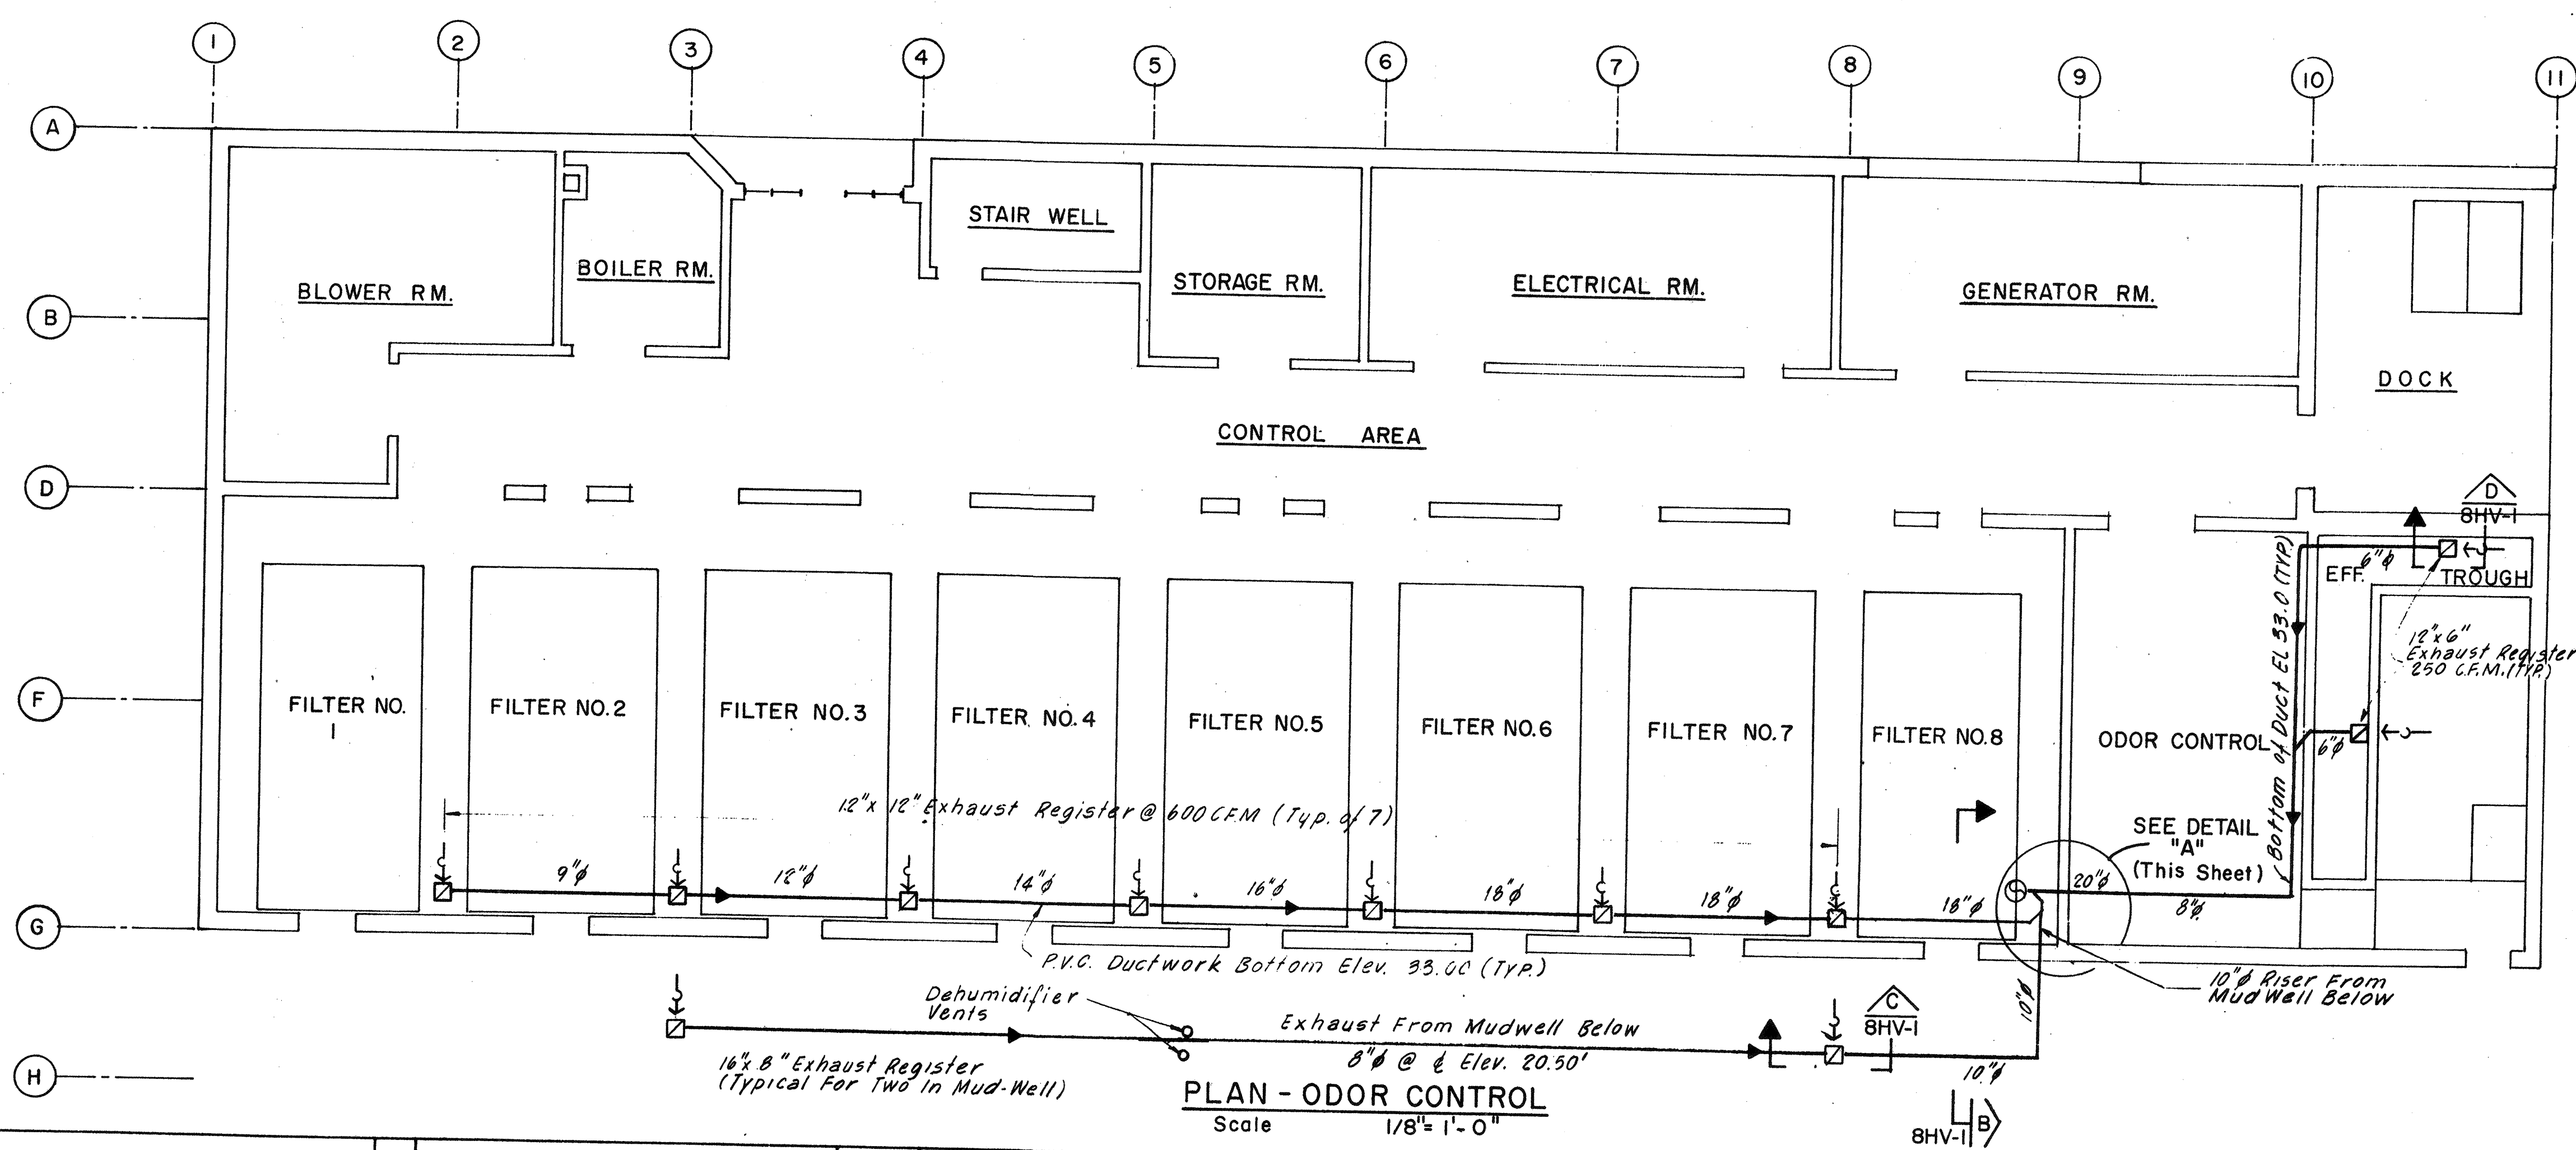 1 2 3 4 5 6 7 8 9 10 11
A
B
D
F
G
H
BLOWER RM.
BOILER RM.
STAIR WELL
STORAGE RM.
ELECTRICAL RM.
GENERATOR RM.
DOCK
CONTROL AREA
D
8HV-1
6"ϕ
EFF. TROUGH
12"x6"
Exhaust Register
250 C.F.M. (TYP.)
Bottom of Duct EL 33.0 (TYP.)
6"ϕ
FILTER NO.
1
FILTER NO.2
FILTER NO.3
FILTER NO.4
FILTER NO.5
FILTER NO.6
FILTER NO.7
FILTER NO.8
ODOR CONTROL
12"x 12" Exhaust Register @ 600 C.F.M (Typ. of 7)
SEE DETAIL
"A"
(This Sheet)
9"ϕ
12"ϕ
14"ϕ
16"ϕ
18"ϕ
18"ϕ
18"ϕ
20"ϕ
8"ϕ
P.V.C. Ductwork Bottom Elev. 33.00 (TYP.)
10"ϕ Riser From
Mud Well Below
10"ϕ
Dehumidifier
Vents
Exhaust From Mudwell Below
8"ϕ @ ℄ Elev. 20.50'
C
8HV-1
16"x 8" Exhaust Register
(Typical For Two In Mud-Well)
10"ϕ
PLAN - ODOR CONTROL
Scale 1/8"= 1'-0"
8HV-1 B